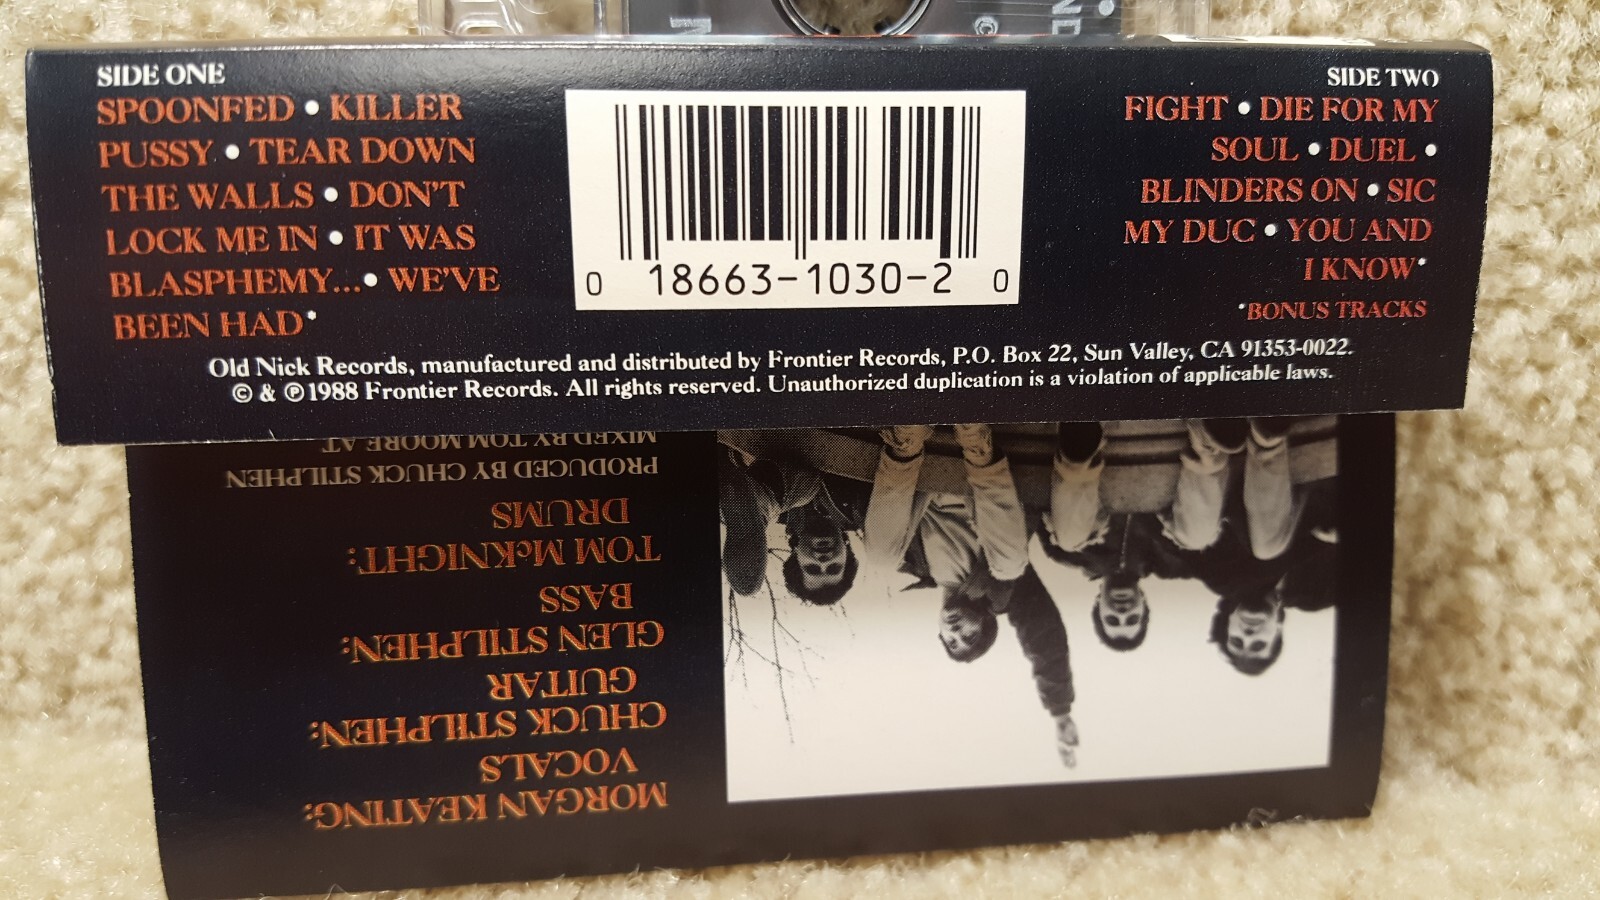 SIDE ONE
SPOONFED • KILLER
PUSSY • TEAR DOWN
THE WALLS • DON'T
LOCK ME IN • IT WAS
BLASPHEMY...• WE'VE
BEEN HAD*
0 18663-1030-2 0
SIDE TWO
FIGHT • DIE FOR MY
SOUL • DUEL •
BLINDERS ON • SIC
MY DUC • YOU AND
I KNOW*
*BONUS TRACKS
Old Nick Records, manufactured and distributed by Frontier Records, P.O. Box 22, Sun Valley, CA 91353-0022.
© & ℗1988 Frontier Records. All rights reserved. Unauthorized duplication is a violation of applicable laws.
MORGAN KEATING:
VOCALS
CHUCK STILPHEN:
GUITAR
GLEN STILPHEN:
BASS
TOM McKNIGHT:
DRUMS
PRODUCED BY CHUCK STILPHEN
MIXED BY TOM MOORE AT
©